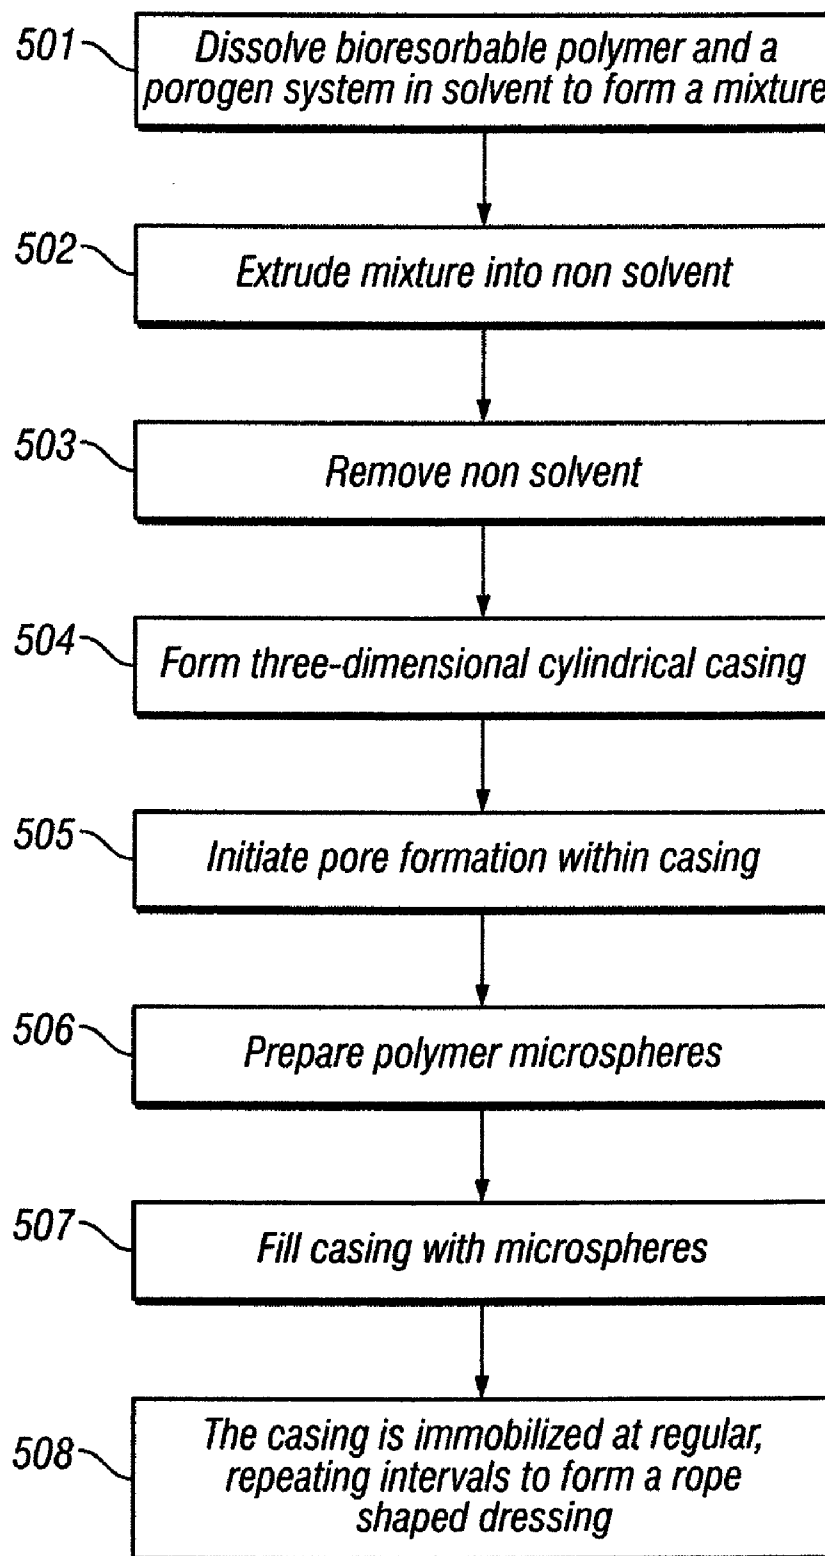 501
Dissolve bioresorbable polymer and a
porogen system in solvent to form a mixture
502
Extrude mixture into non solvent
503
Remove non solvent
504
Form three-dimensional cylindrical casing
505
Initiate pore formation within casing
506
Prepare polymer microspheres
507
Fill casing with microspheres
508
The casing is immobilized at regular,
repeating intervals to form a rope
shaped dressing